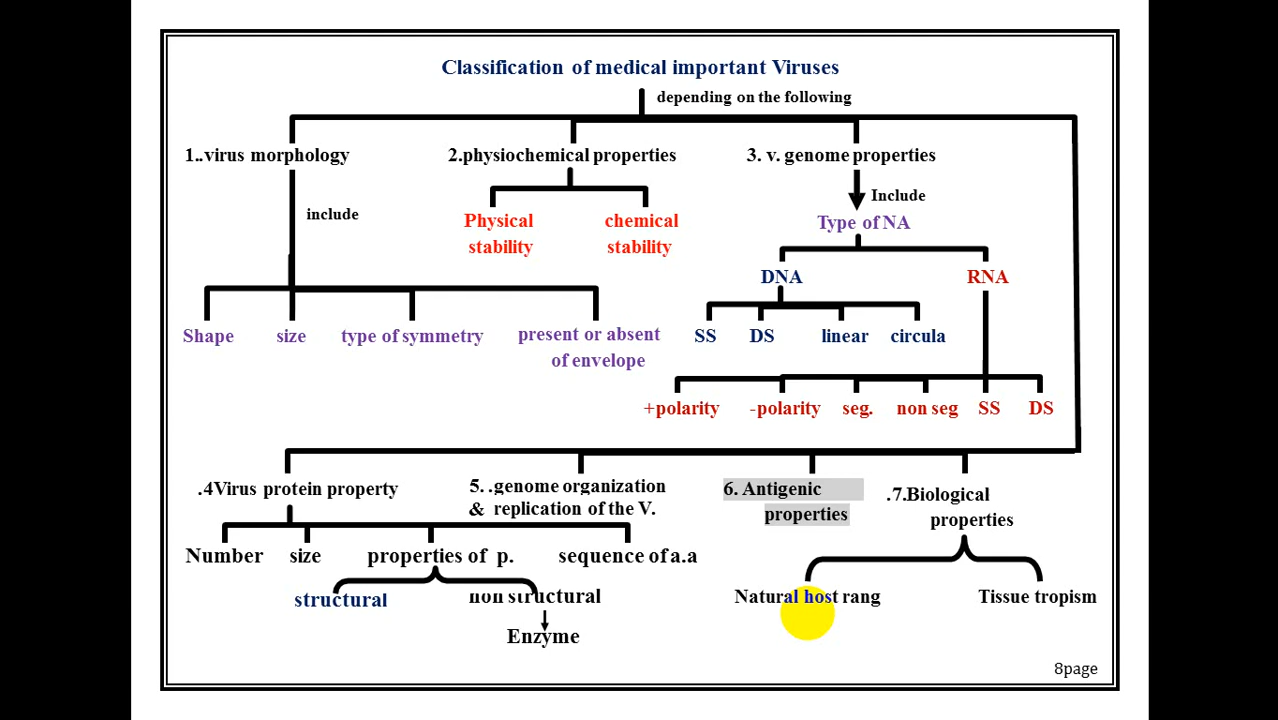 Classification of medical important Viruses
depending on the following
1..virus morphology
2.physiochemical properties
3. v. genome properties
include
Include
Physical
stability
chemical
stability
Type of NA
DNA
RNA
Shape
size
type of symmetry
present or absent
of envelope
SS
DS
linear
circula
+polarity
-polarity
seg.
non seg
SS
DS
.4Virus protein property
5. .genome organization
& replication of the V.
6. Antigenic
properties
.7.Biological
properties
Number
size
properties of p.
sequence of a.a
structural
non structural
Enzyme
Natural host rang
Tissue tropism
8page